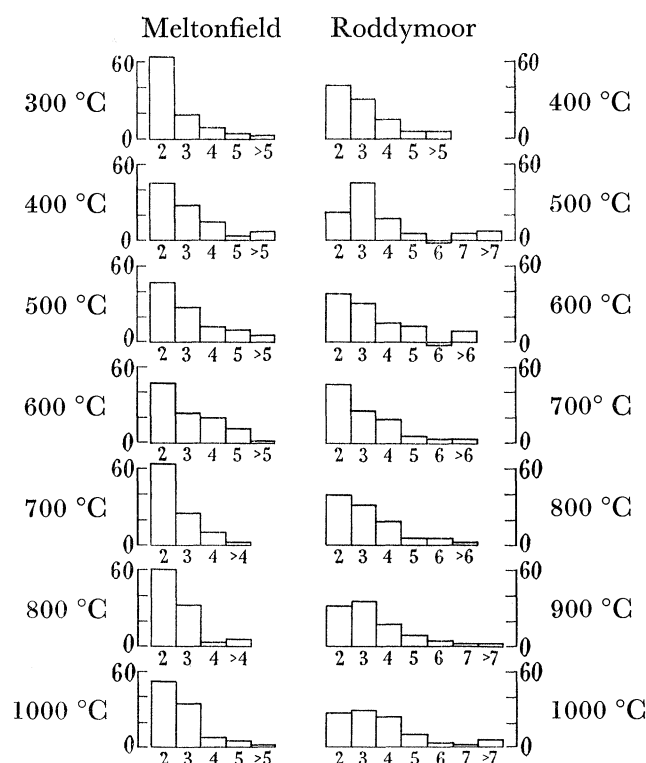 Meltonfield Roddymoor
60 60
300 °C 400 °C
0 0
2 3 4 5 >5 2 3 4 5 >5
60 60
400 °C 500 °C
0 0
2 3 4 5 >5 2 3 4 5 6 7 >7
60 60
500 °C 600 °C
0 0
2 3 4 5 >5 2 3 4 5 6 >6
60 60
600 °C 700° C
0 0
2 3 4 5 >5 2 3 4 5 6 >6
60 60
700 °C 800 °C
0 0
2 3 4 >4 2 3 4 5 6 >6
60 60
800 °C 900 °C
0 0
2 3 4 >4 2 3 4 5 6 7 >7
60 60
1000 °C 1000 °C
0 0
2 3 4 5 >5 2 3 4 5 6 7 >7